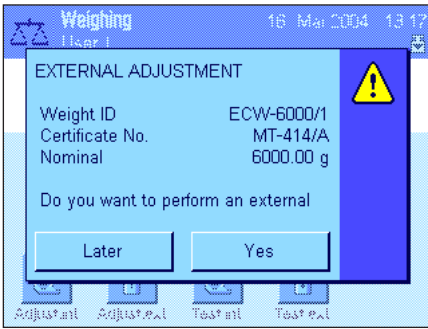 Weighing 16. Mar 2004 13:17
User 1
EXTERNAL ADJUSTMENT
Weight ID ECW-6000/1
Certificate No. MT-414/A
Nominal 6000.00 g
Do you want to perform an external
Later Yes
Adjust.int Adjust.ext Test int Test ext